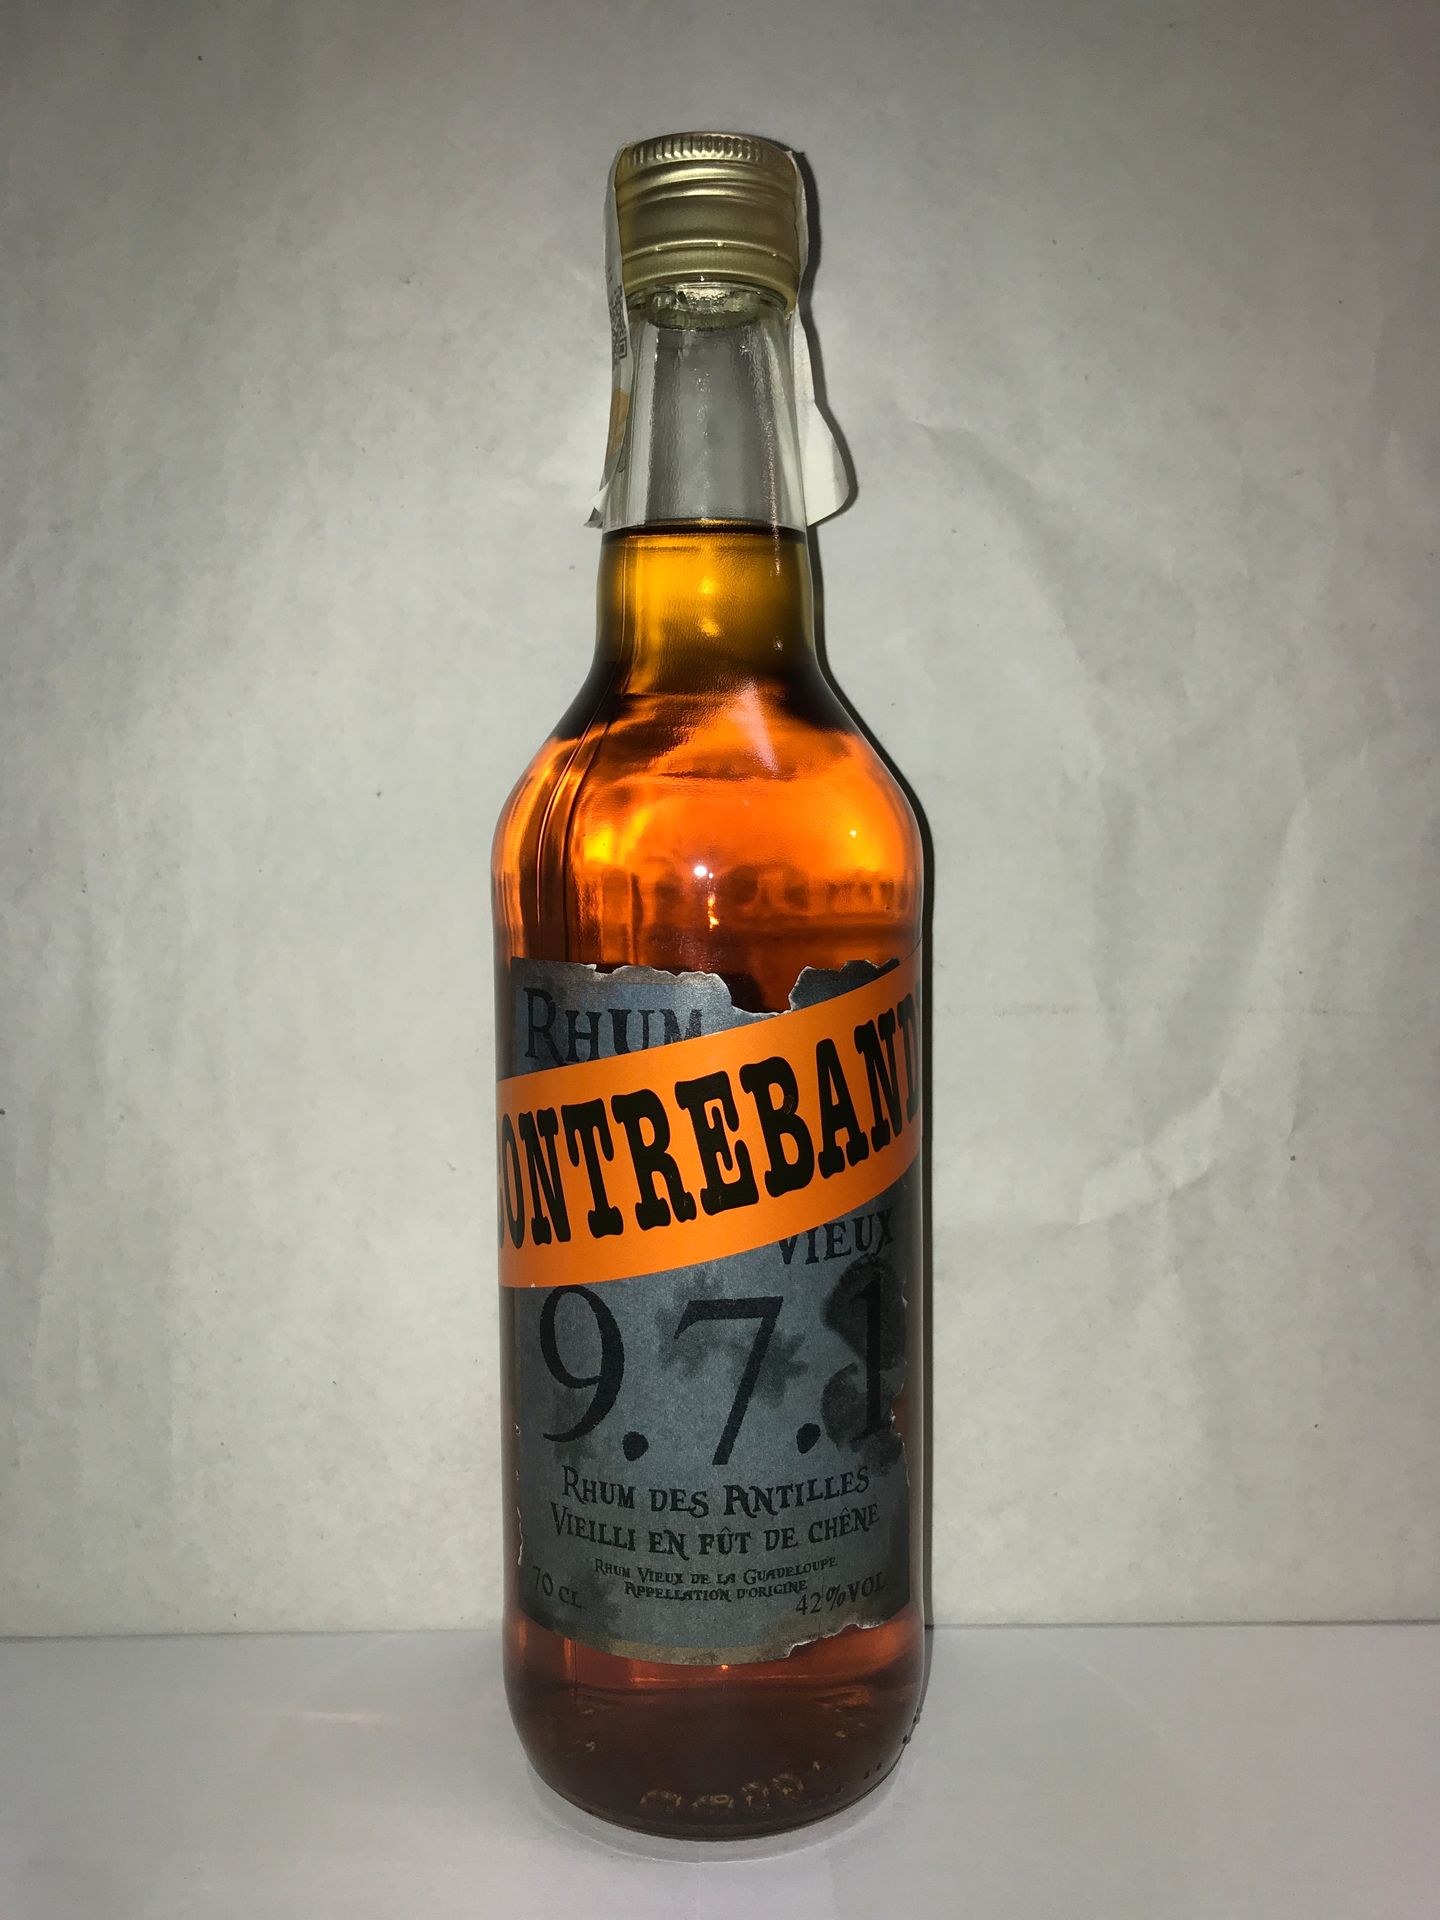 RHUM
CONTREBANDE
VIEUX
9.7.1
RHUM DES ANTILLES
VIEILLI EN FÛT DE CHÊNE
RHUM VIEUX DE LA GUADELOUPE
APPELLATION D'ORIGINE
70 CL
42%VOL